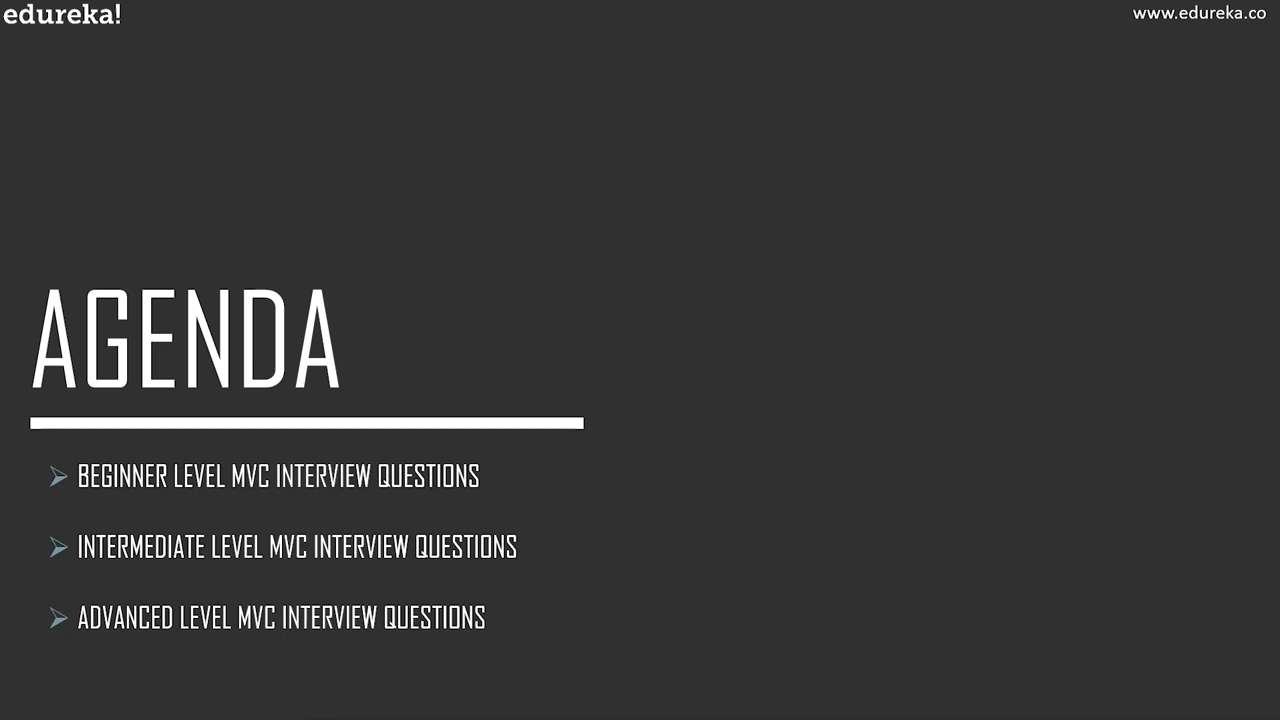 edureka!
www.edureka.co
AGENDA
BEGINNER LEVEL MVC INTERVIEW QUESTIONS
INTERMEDIATE LEVEL MVC INTERVIEW QUESTIONS
ADVANCED LEVEL MVC INTERVIEW QUESTIONS